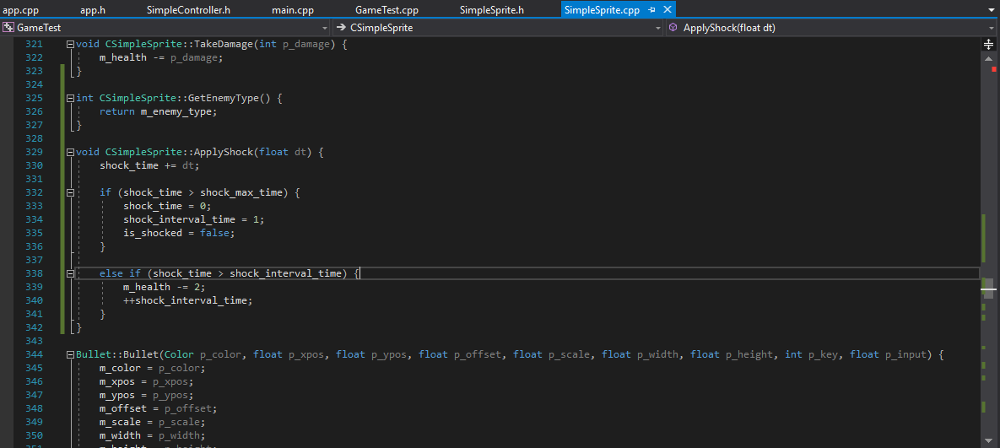 app.cpp app.h SimpleController.h main.cpp GameTest.cpp SimpleSprite.h SimpleSprite.cpp
GameTest CSimpleSprite ApplyShock(float dt)
321 void CSimpleSprite::TakeDamage(int p_damage) {
322 m_health -= p_damage;
323 }
324
325 int CSimpleSprite::GetEnemyType() {
326 return m_enemy_type;
327 }
328
329 void CSimpleSprite::ApplyShock(float dt) {
330 shock_time += dt;
331
332 if (shock_time > shock_max_time) {
333 shock_time = 0;
334 shock_interval_time = 1;
335 is_shocked = false;
336 }
337
338 else if (shock_time > shock_interval_time) {
339 m_health -= 2;
340 ++shock_interval_time;
341 }
342 }
343
344 Bullet::Bullet(Color p_color, float p_xpos, float p_ypos, float p_offset, float p_scale, float p_width, float p_height, int p_key, float p_input) {
345 m_color = p_color;
346 m_xpos = p_xpos;
347 m_ypos = p_ypos;
348 m_offset = p_offset;
349 m_scale = p_scale;
350 m_width = p_width;
351 m_height = p_height;